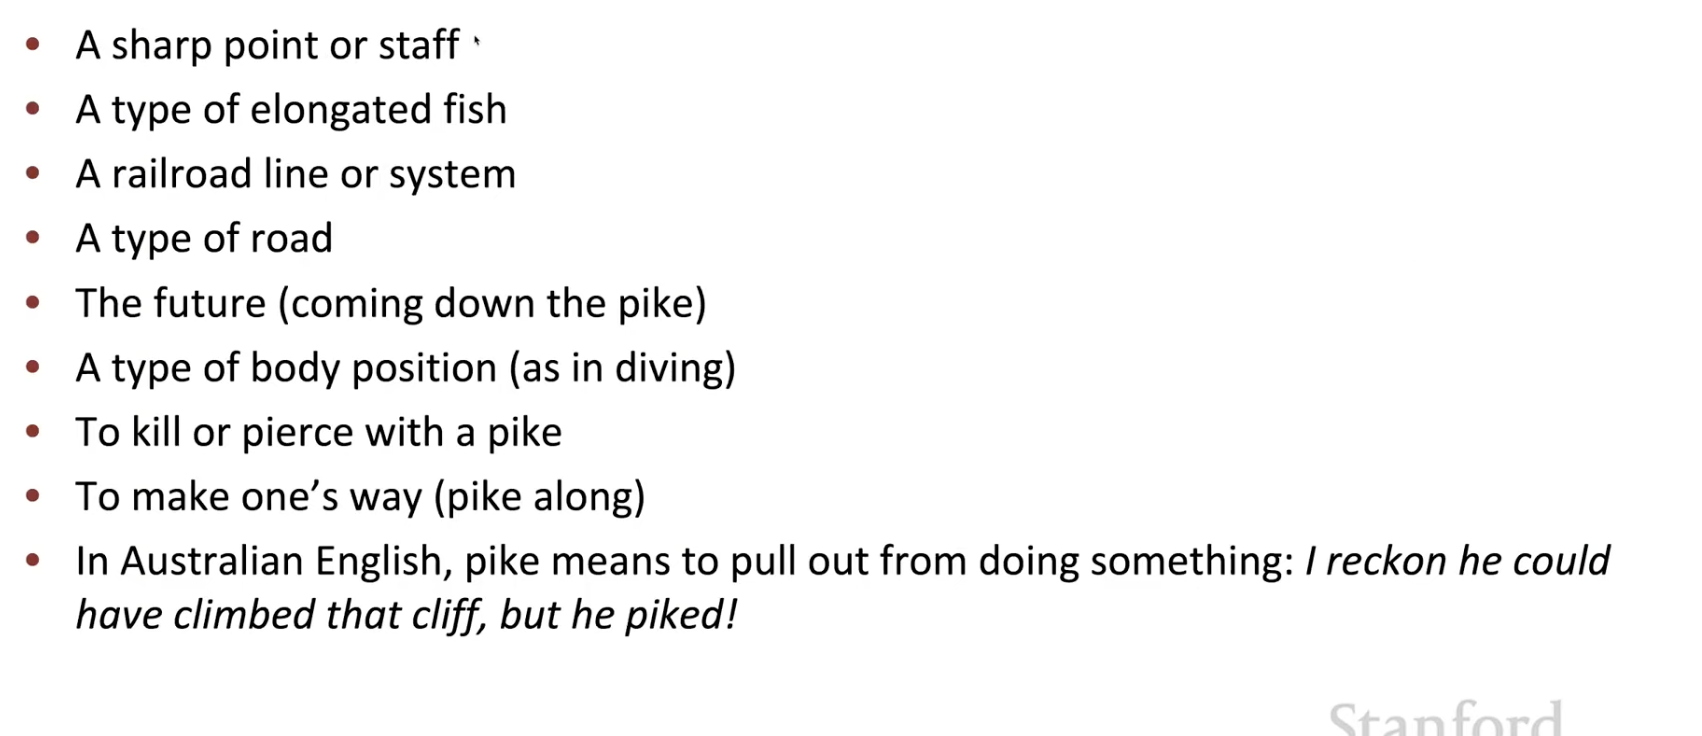 • A sharp point or staff
• A type of elongated fish
• A railroad line or system
• A type of road
• The future (coming down the pike)
• A type of body position (as in diving)
• To kill or pierce with a pike
• To make one’s way (pike along)
• In Australian English, pike means to pull out from doing something: I reckon he could
have climbed that cliff, but he piked!
Stanford